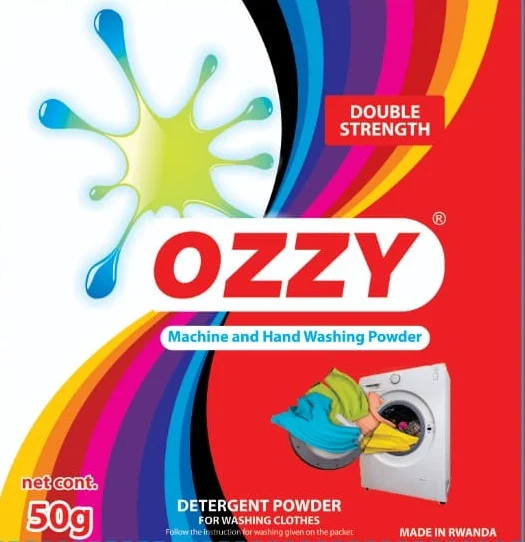 DOUBLE
STRENGTH
OZZY®
Machine and Hand Washing Powder
net cont.
50g
DETERGENT POWDER
FOR WASHING CLOTHES
Follow the instruction for washing given on the packet
MADE IN RWANDA